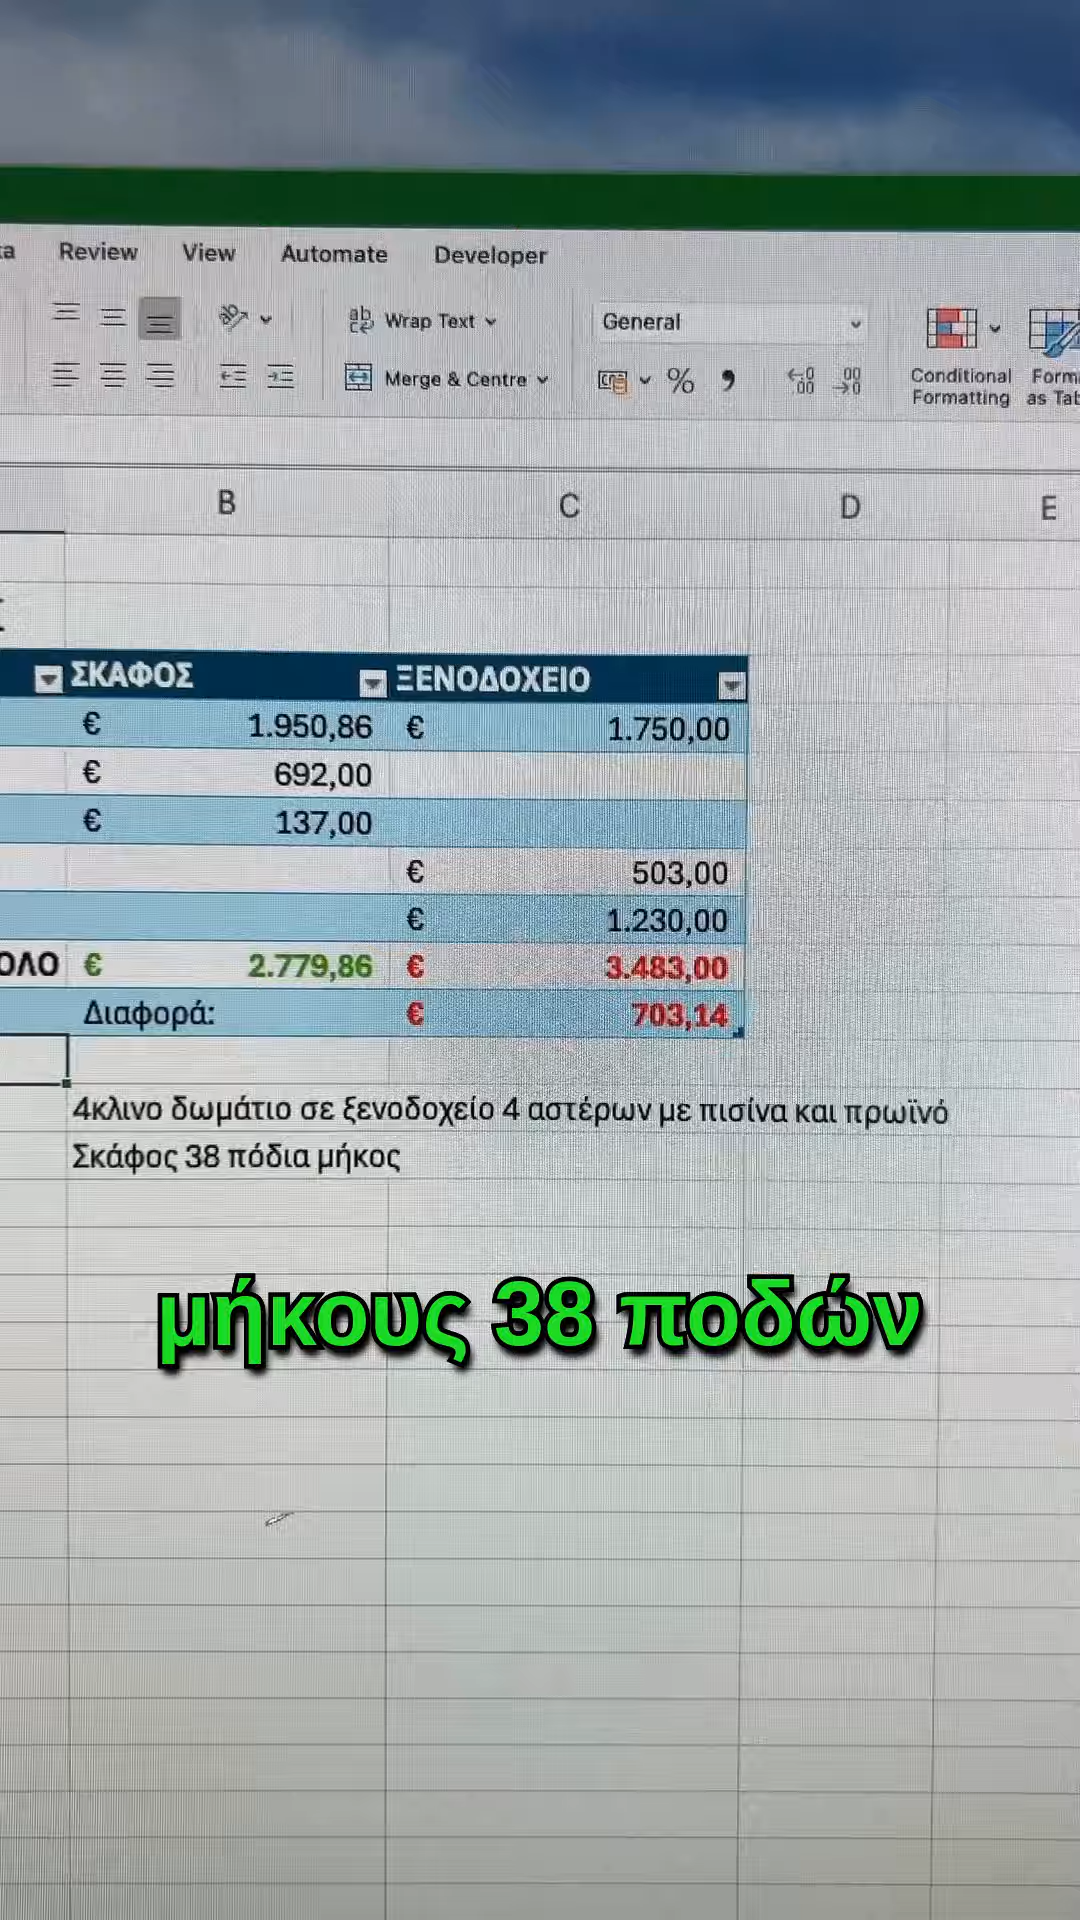 Review View Automate Developer
Wrap Text General
Merge & Centre % Conditional Formatting
B C D E
ΣΚΑΦΟΣ ΞΕΝΟΔΟΧΕΙΟ
€ 1.950,86 € 1.750,00
€ 692,00
€ 137,00
€ 503,00
€ 1.230,00
€ 2.779,86 € 3.483,00
Διαφορά: € 703,14
4κλινο δωμάτιο σε ξενοδοχείο 4 αστέρων με πισίνα και πρωϊνό
Σκάφος 38 πόδια μήκος
μήκους 38 ποδών